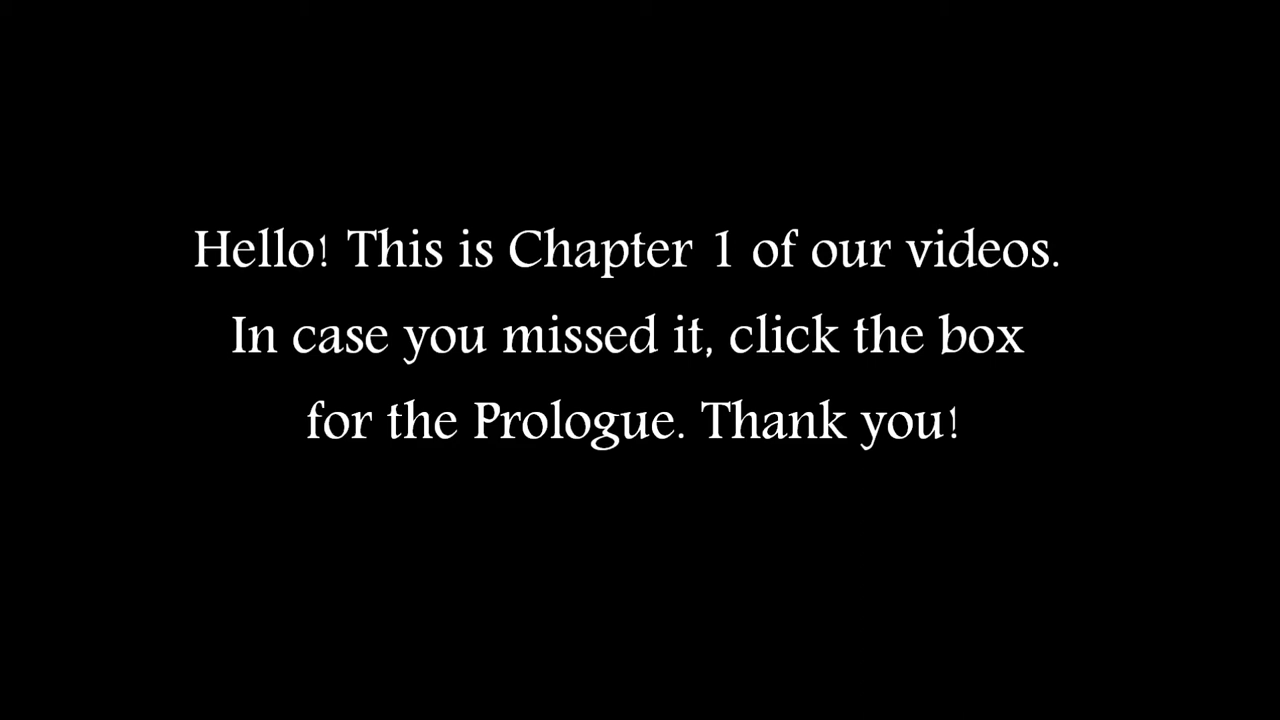 Hello! This is Chapter 1 of our videos.
In case you missed it, click the box
for the Prologue. Thank you!